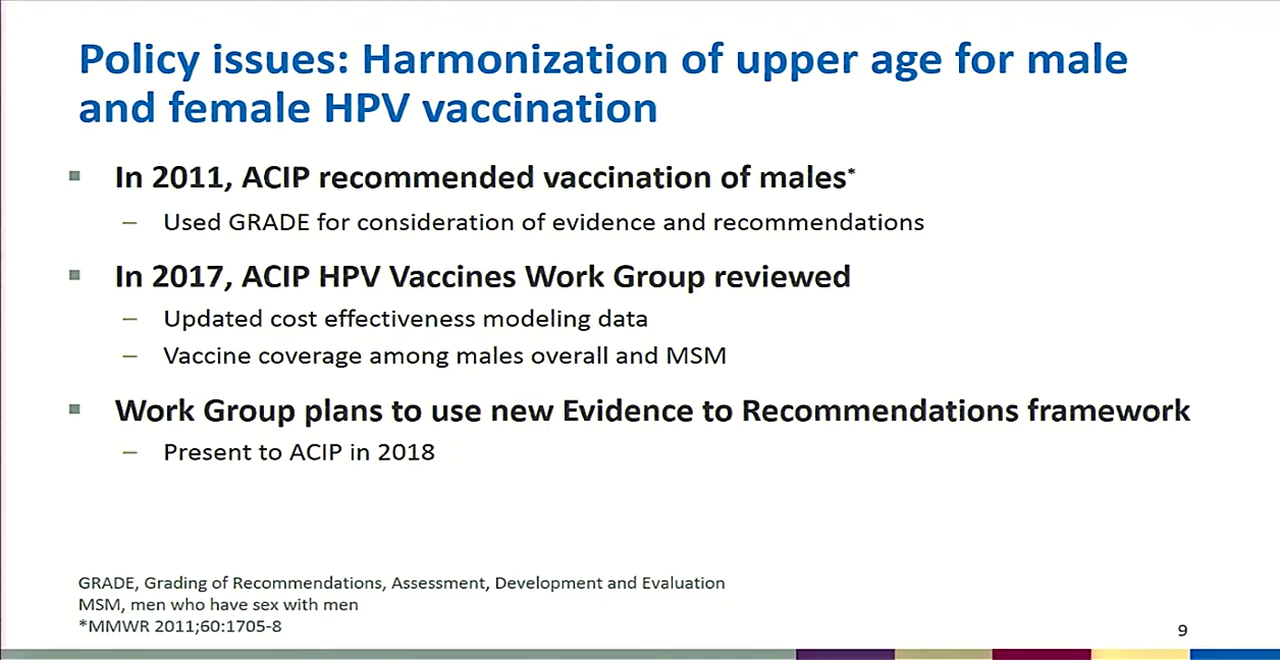 Policy issues: Harmonization of upper age for male
and female HPV vaccination
In 2011, ACIP recommended vaccination of males*
– Used GRADE for consideration of evidence and recommendations
In 2017, ACIP HPV Vaccines Work Group reviewed
– Updated cost effectiveness modeling data
– Vaccine coverage among males overall and MSM
Work Group plans to use new Evidence to Recommendations framework
– Present to ACIP in 2018
GRADE, Grading of Recommendations, Assessment, Development and Evaluation
MSM, men who have sex with men
*MMWR 2011;60:1705-8
9